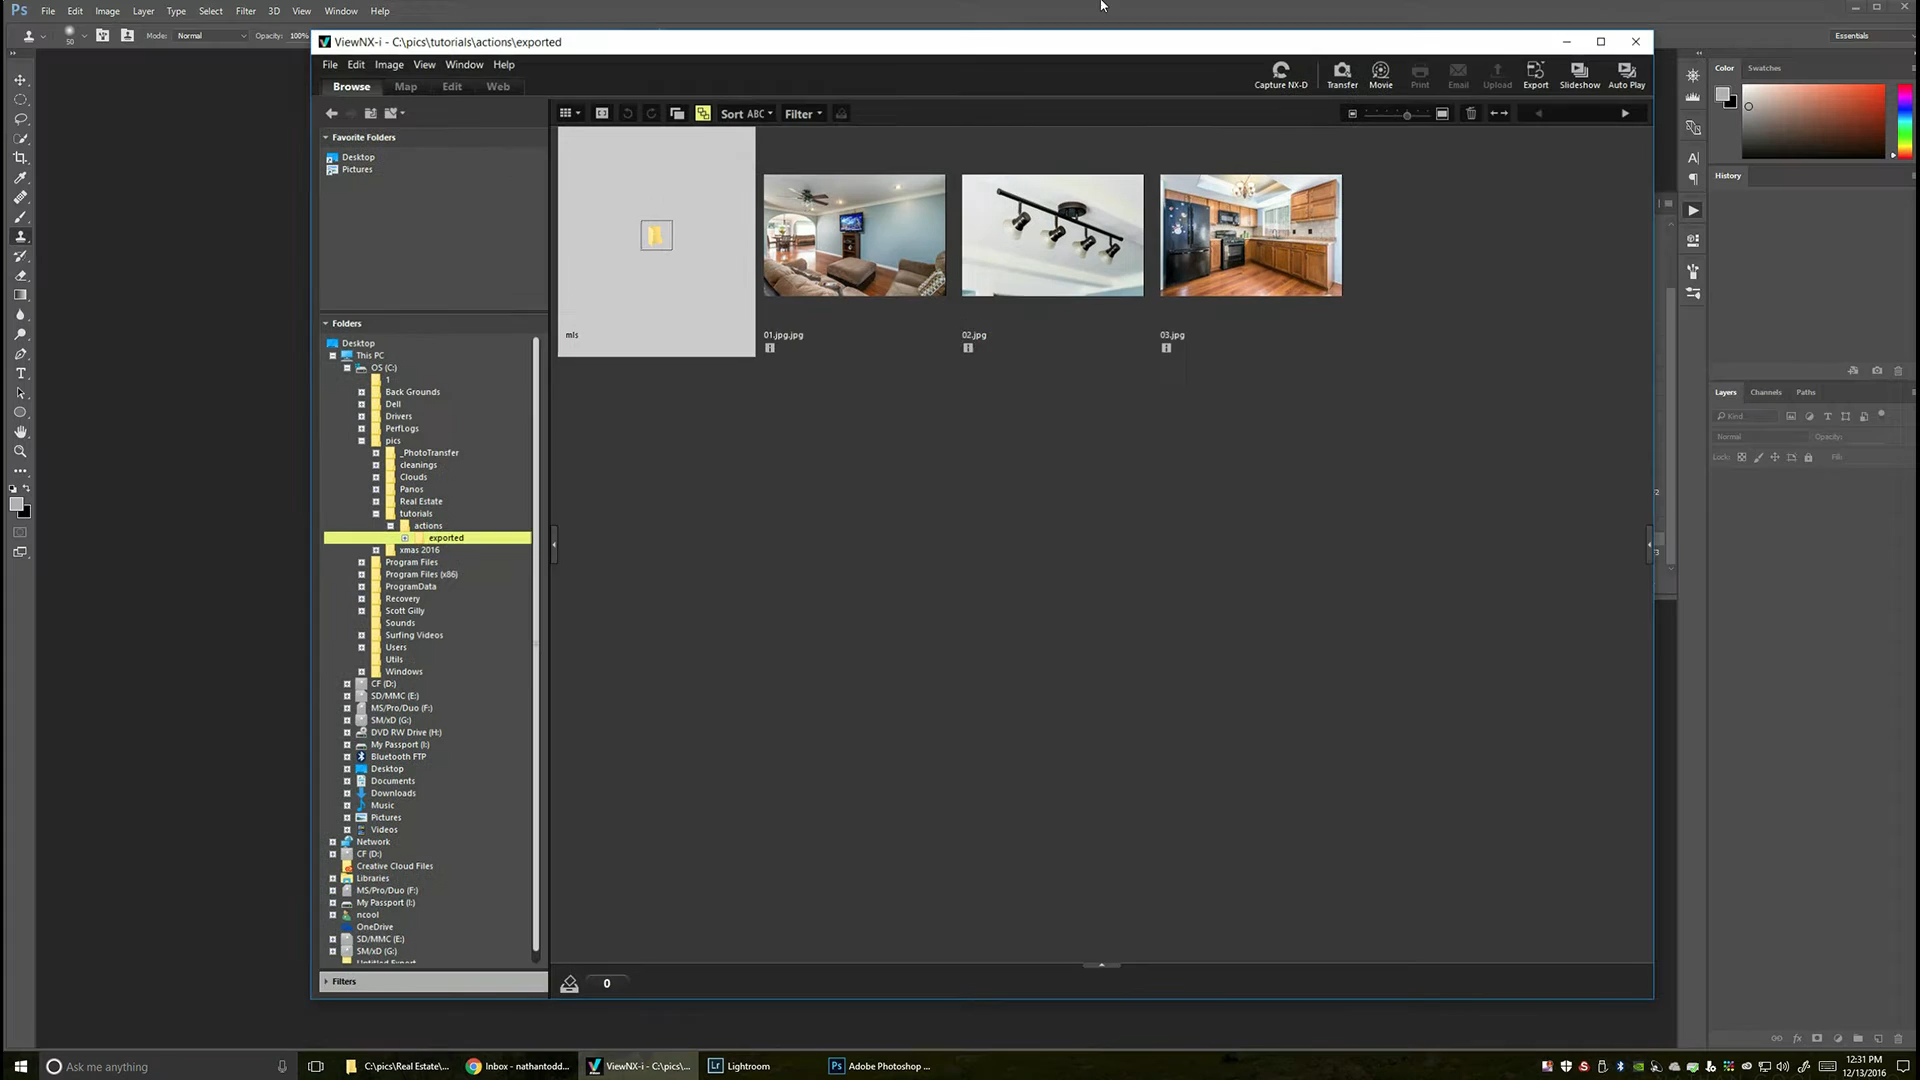 Ps File Edit Image Layer Type Select Filter 3D View Window Help
50 Mode: Normal Opacity: 100%
Essentials
ViewNX-i - C:\pics\tutorials\actions\exported
File Edit Image View Window Help
Browse Map Edit Web
Capture NX-D Transfer Movie Print Email Upload Export Slideshow Auto Play
Sort ABC Filter
Favorite Folders
Desktop
Pictures
Folders
Desktop
This PC
OS (C:)
1
Back Grounds
Dell
Drivers
PerfLogs
pics
_PhotoTransfer
cleanings
Clouds
Panos
Real Estate
tutorials
actions
exported
xmas 2016
Program Files
Program Files (x86)
ProgramData
Recovery
Scott Gilly
Sounds
Surfing Videos
Users
Utils
Windows
CF (D:)
SD/MMC (E:)
MS/Pro/Duo (F:)
SM/xD (G:)
DVD RW Drive (H:)
My Passport (I:)
Bluetooth FTP
Desktop
Documents
Downloads
Music
Pictures
Videos
Network
CF (D:)
Creative Cloud Files
Libraries
MS/Pro/Duo (F:)
My Passport (I:)
ncool
OneDrive
SD/MMC (E:)
SM/xD (G:)
Untitled Export
Filters
mls
01.jpg.jpg
02.jpg
03.jpg
0
Color Swatches
History
Layers Channels Paths
Kind
Normal Opacity:
Lock: Fill:
Ask me anything
C:\pics\Real Estate\...
Inbox - nathantodd...
ViewNX-i - C:\pics\...
Lightroom
Adobe Photoshop ...
12:31 PM
12/13/2016